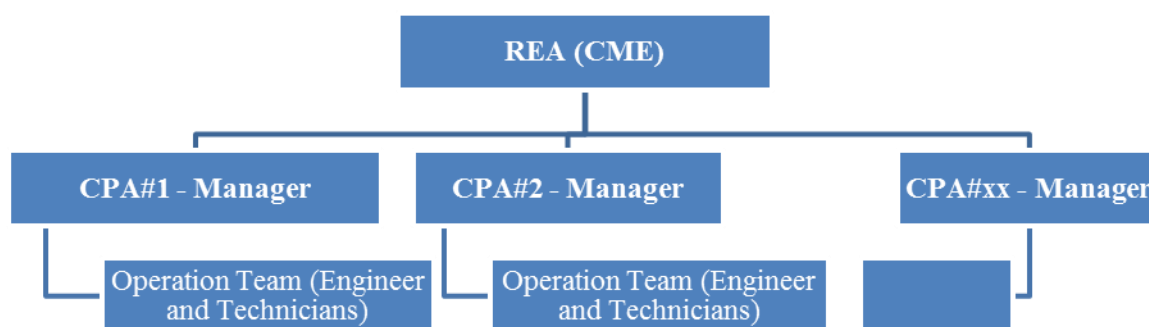 REA (CME)
CPA#1 - Manager
CPA#2 - Manager
CPA#xx - Manager
Operation Team (Engineer
and Technicians)
Operation Team (Engineer
and Technicians)